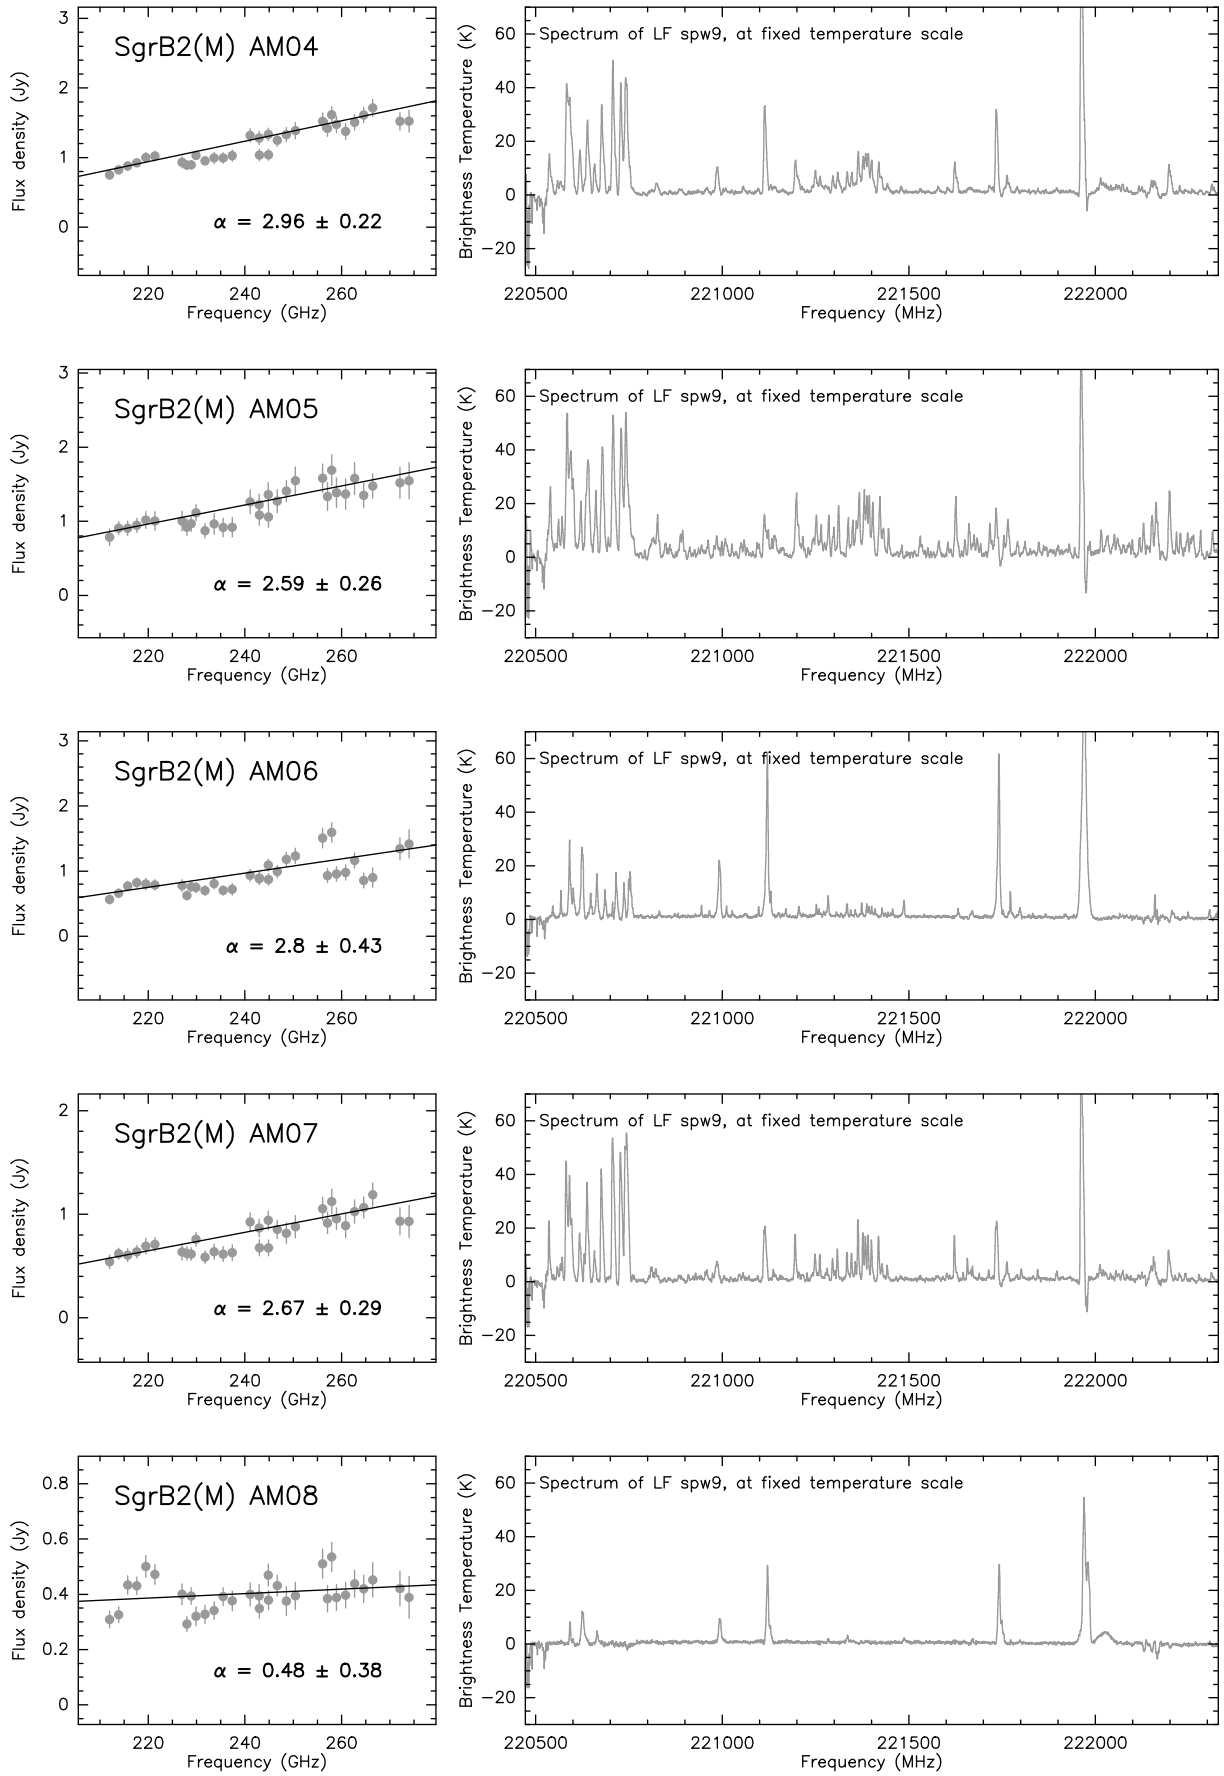 SgrB2(M) AM04
α = 2.96 ± 0.22
Flux density (Jy)
3
2
1
0
220 240 260
Frequency (GHz)
Spectrum of LF spw9, at fixed temperature scale
Brightness Temperature (K)
60
40
20
0
−20
220500 221000 221500 222000
Frequency (MHz)
SgrB2(M) AM05
α = 2.59 ± 0.26
Flux density (Jy)
3
2
1
0
220 240 260
Frequency (GHz)
Spectrum of LF spw9, at fixed temperature scale
Brightness Temperature (K)
60
40
20
0
−20
220500 221000 221500 222000
Frequency (MHz)
SgrB2(M) AM06
α = 2.8 ± 0.43
Flux density (Jy)
3
2
1
0
220 240 260
Frequency (GHz)
Spectrum of LF spw9, at fixed temperature scale
Brightness Temperature (K)
60
40
20
0
−20
220500 221000 221500 222000
Frequency (MHz)
SgrB2(M) AM07
α = 2.67 ± 0.29
Flux density (Jy)
2
1
0
220 240 260
Frequency (GHz)
Spectrum of LF spw9, at fixed temperature scale
Brightness Temperature (K)
60
40
20
0
−20
220500 221000 221500 222000
Frequency (MHz)
SgrB2(M) AM08
α = 0.48 ± 0.38
Flux density (Jy)
0.8
0.6
0.4
0.2
0
220 240 260
Frequency (GHz)
Spectrum of LF spw9, at fixed temperature scale
Brightness Temperature (K)
60
40
20
0
−20
220500 221000 221500 222000
Frequency (MHz)